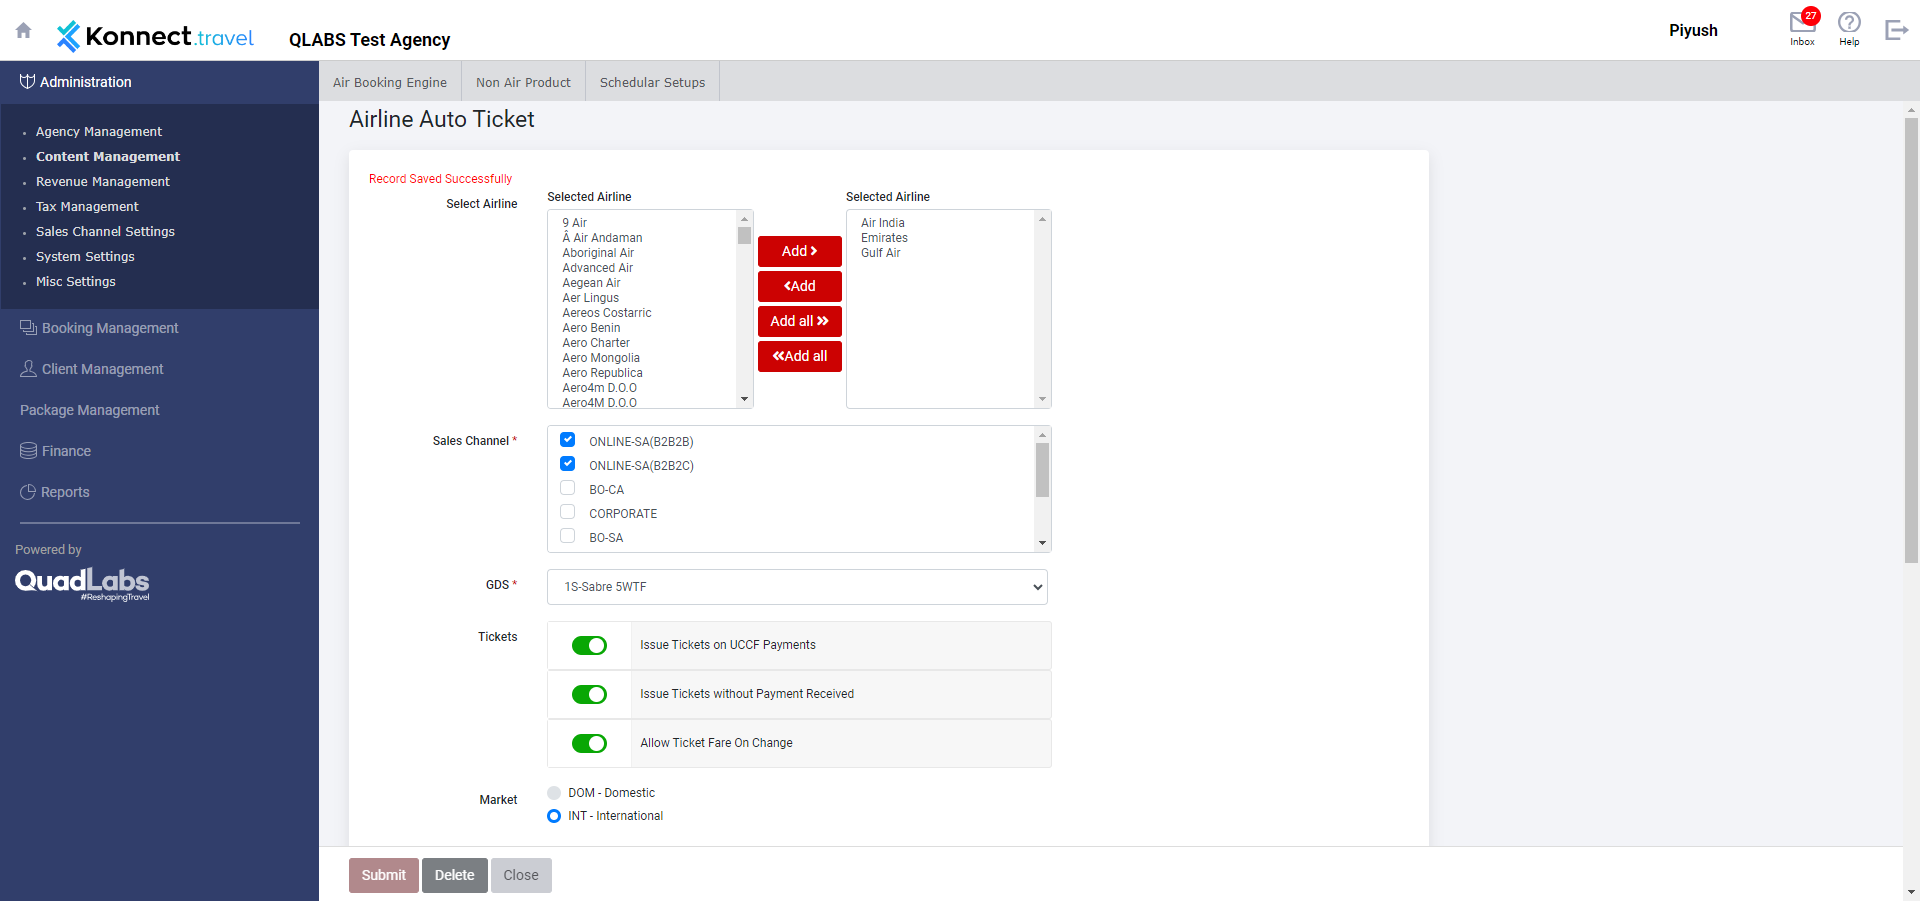 Konnect.travel
QLABS Test Agency
Piyush
27
Inbox
Help
Administration
Agency Management
Content Management
Revenue Management
Tax Management
Sales Channel Settings
System Settings
Misc Settings
Booking Management
Client Management
Package Management
Finance
Reports
Powered by
QuadLabs
#ReshapingTravel
Air Booking Engine
Non Air Product
Schedular Setups
Airline Auto Ticket
Record Saved Successfully
Select Airline
Selected Airline
9 Air
Â Air Andaman
Aboriginal Air
Advanced Air
Aegean Air
Aer Lingus
Aereos Costarric
Aero Benin
Aero Charter
Aero Mongolia
Aero Republica
Aero4m D.O.O
Aero4M D.O.O
Add
Add
Add all
Add all
Selected Airline
Air India
Emirates
Gulf Air
Sales Channel *
ONLINE-SA(B2B2B)
ONLINE-SA(B2B2C)
BO-CA
CORPORATE
BO-SA
GDS *
1S-Sabre 5WTF
Tickets
Issue Tickets on UCCF Payments
Issue Tickets without Payment Received
Allow Ticket Fare On Change
Market
DOM - Domestic
INT - International
Submit
Delete
Close